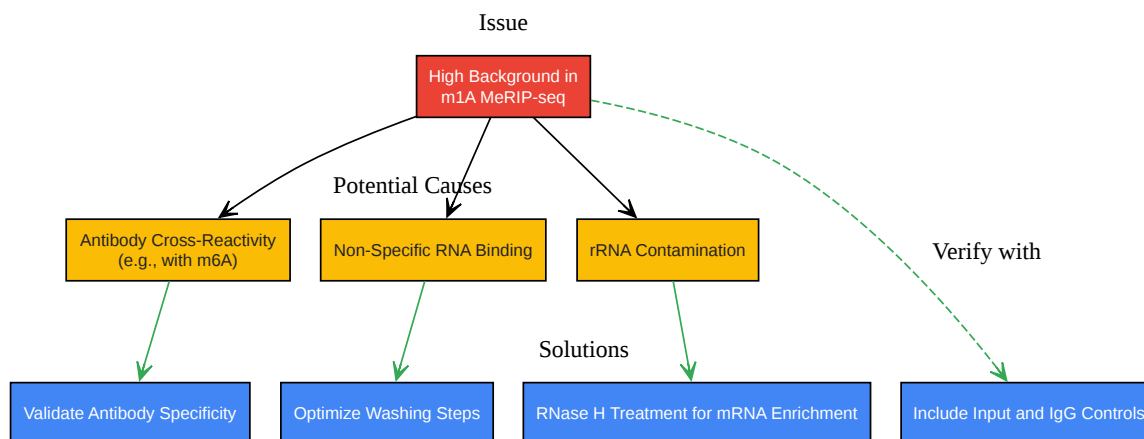 Issue
High Background in
m1A MeRIP-seq
Potential Causes
Antibody Cross-Reactivity
(e.g., with m6A)
Non-Specific RNA Binding
rRNA Contamination
Verify with
Solutions
Validate Antibody Specificity
Optimize Washing Steps
RNase H Treatment for mRNA Enrichment
Include Input and IgG Controls